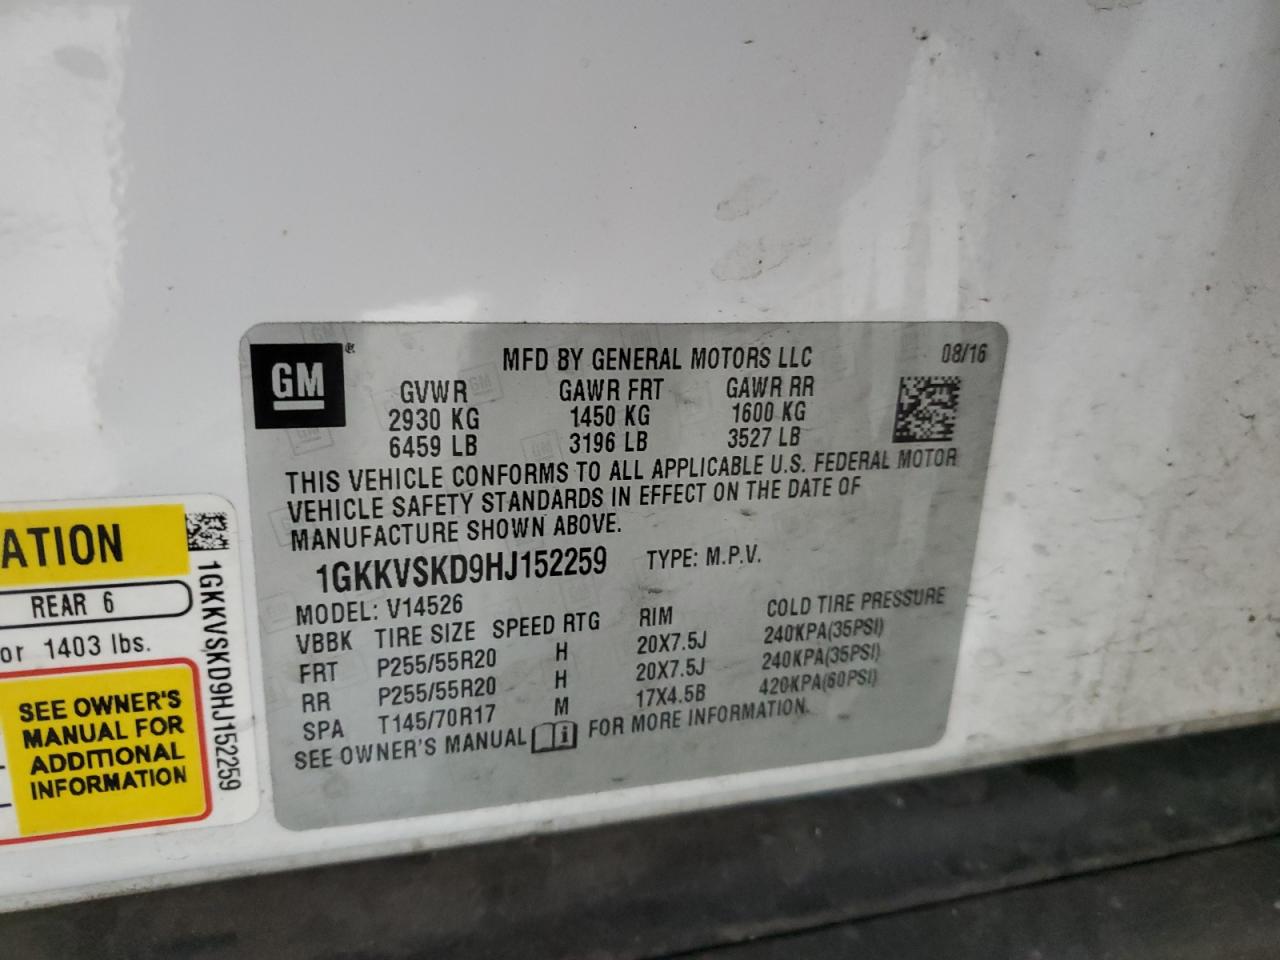 GM®
MFD BY GENERAL MOTORS LLC 08/16
GVWR GAWR FRT GAWR RR
2930 KG 1450 KG 1600 KG
6459 LB 3196 LB 3527 LB
THIS VEHICLE CONFORMS TO ALL APPLICABLE U.S. FEDERAL MOTOR
VEHICLE SAFETY STANDARDS IN EFFECT ON THE DATE OF
MANUFACTURE SHOWN ABOVE.
1GKKVSKD9HJ152259 TYPE: M.P.V.
MODEL: V14526
VBBK TIRE SIZE SPEED RTG RIM COLD TIRE PRESSURE
FRT P255/55R20 H 20X7.5J 240KPA(35PSI)
RR P255/55R20 H 20X7.5J 240KPA(35PSI)
SPA T145/70R17 M 17X4.5B 420KPA(60PSI)
SEE OWNER'S MANUAL FOR MORE INFORMATION.
ATION
REAR 6
or 1403 lbs.
SEE OWNER'S
MANUAL FOR
ADDITIONAL
INFORMATION
1GKKVSKD9HJ152259